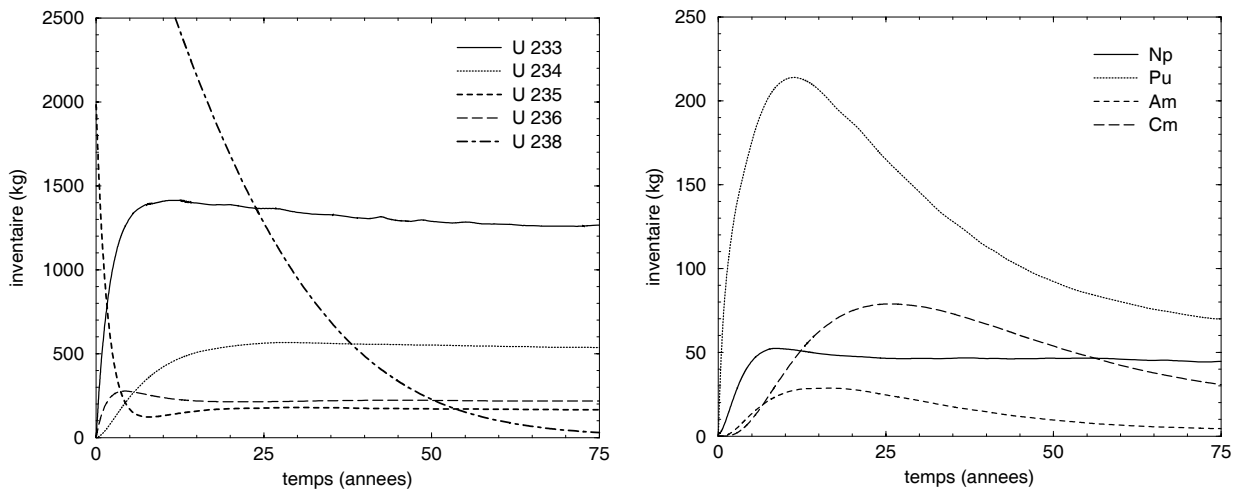 2500
2000
1500
1000
500
0
0
25
50
75
temps (annees)
inventaire (kg)
U 233
U 234
U 235
U 236
U 238
250
200
150
100
50
0
0
25
50
75
temps (annees)
inventaire (kg)
Np
Pu
Am
Cm